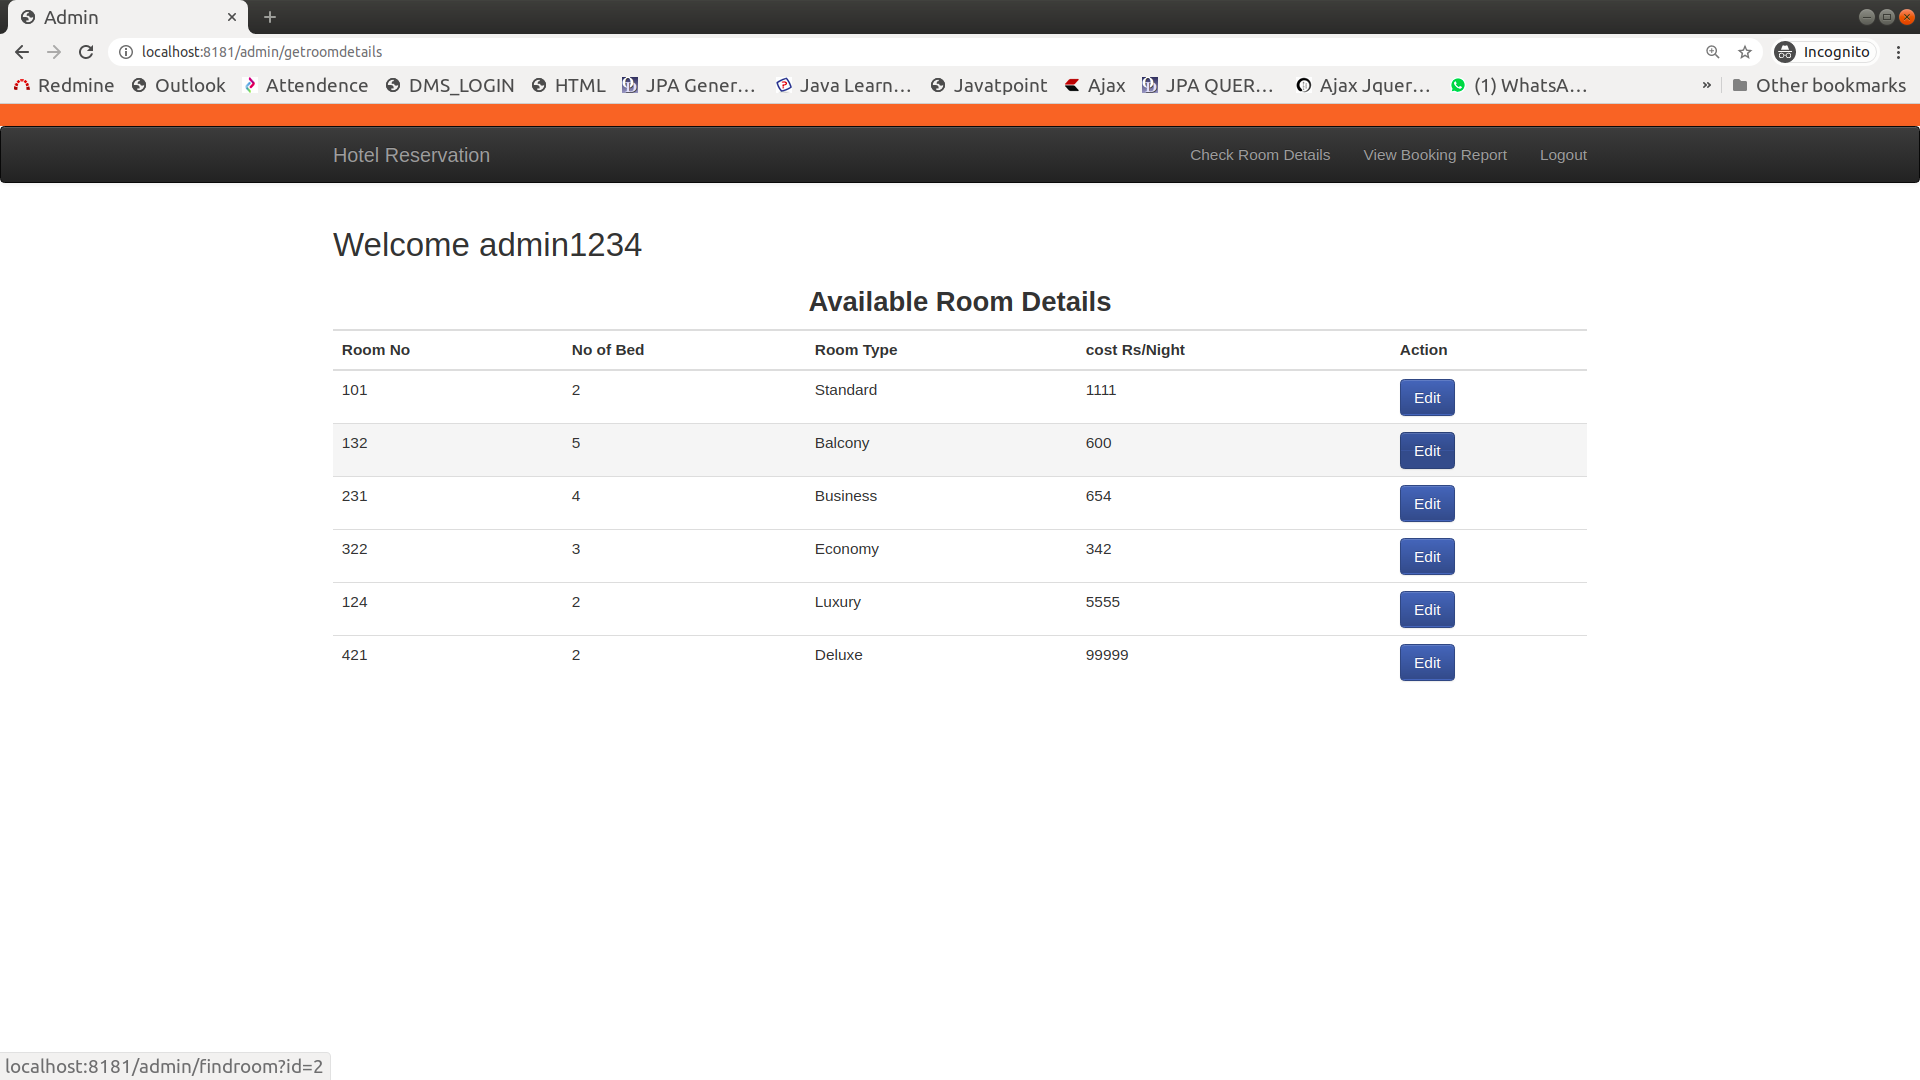 Admin
localhost:8181/admin/getroomdetails
Incognito
Redmine Outlook Attendence DMS_LOGIN HTML JPA Gener... Java Learn... Javatpoint Ajax JPA QUER... Ajax Jquer... (1) WhatsA... » Other bookmarks
Hotel Reservation Check Room Details View Booking Report Logout
Welcome admin1234
Available Room Details
Room No No of Bed Room Type cost Rs/Night Action
101 2 Standard 1111 Edit
132 5 Balcony 600 Edit
231 4 Business 654 Edit
322 3 Economy 342 Edit
124 2 Luxury 5555 Edit
421 2 Deluxe 99999 Edit
localhost:8181/admin/findroom?id=2